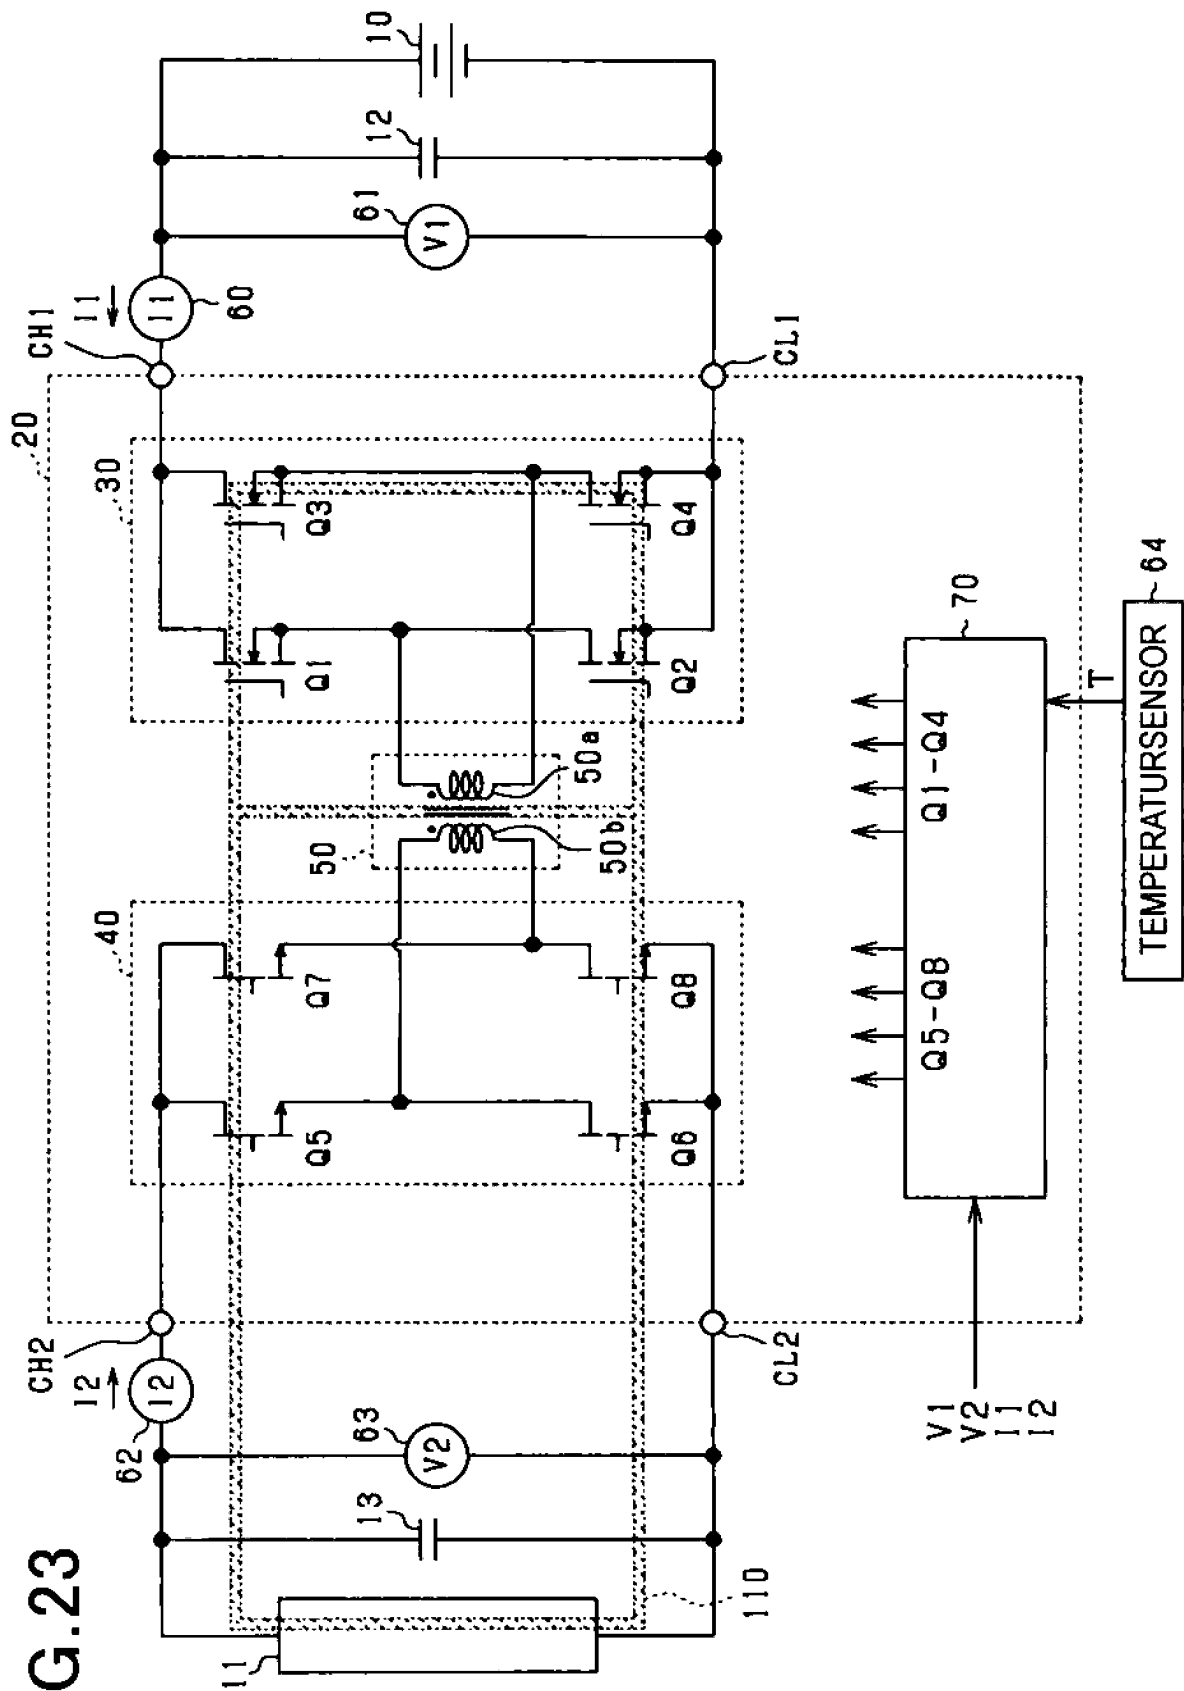 G.23
20
CH2
I2
I2
62
CH1
I1
I1
60
40
30
Q5
Q7
Q1
Q3
11
13
63
V2
50
50b
50a
61
V1
12
10
Q6
Q8
Q2
Q4
110
CL2
CL1
V1
V2
I1
I2
Q5-Q8
Q1-Q4
70
T
TEMPERATURSENSOR
64